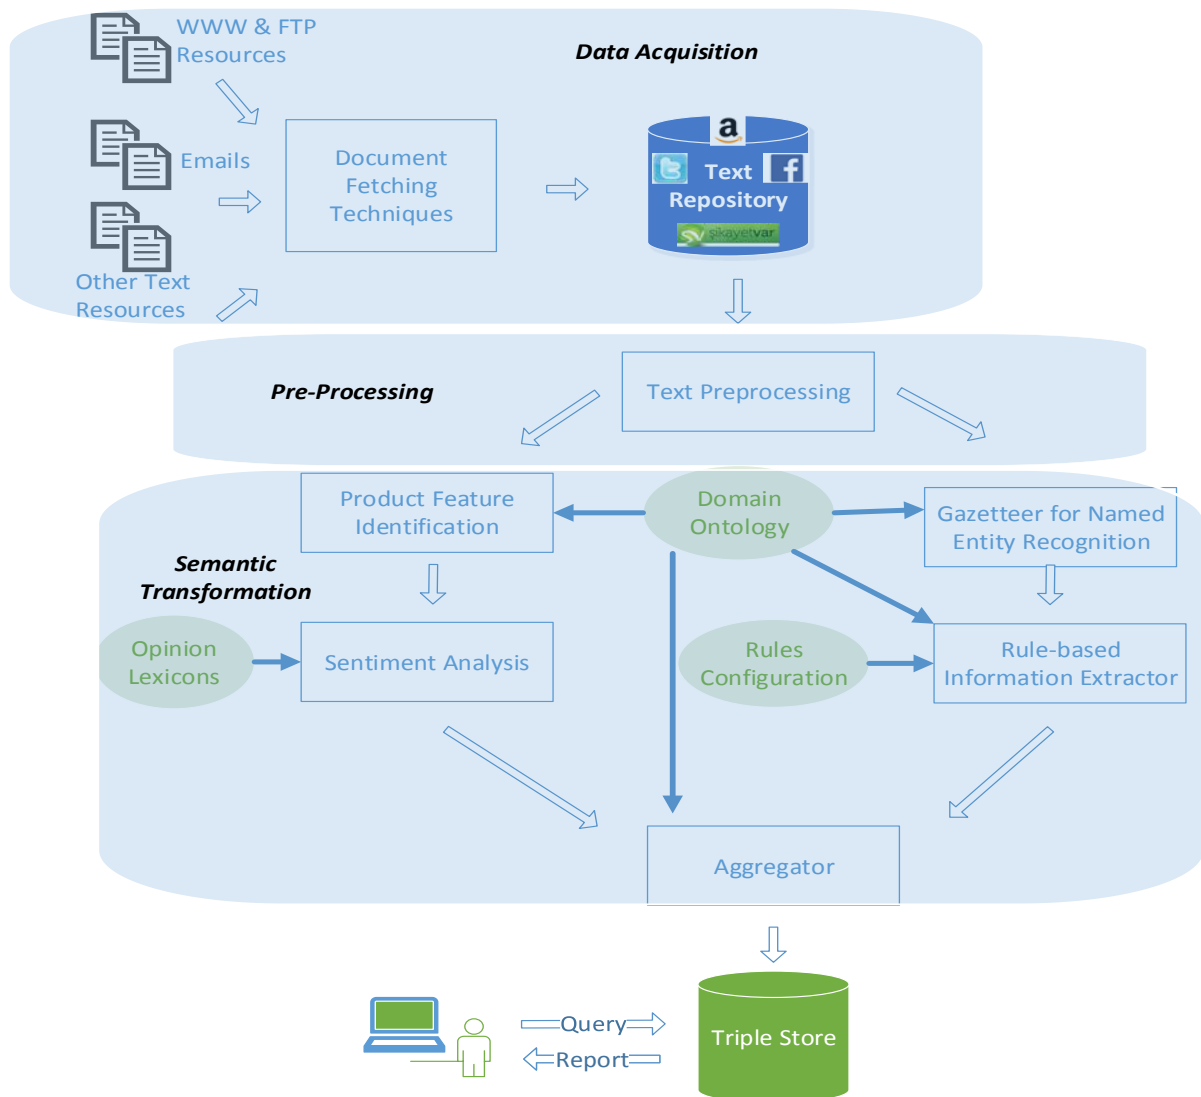 WWW & FTP
Resources
Data Acquisition
Emails
Document
Fetching
Techniques
a
Text
Repository
f
sv şikayetvar
Other Text
Resources
Pre-Processing
Text Preprocessing
Product Feature
Identification
Domain
Ontology
Gazetteer for Named
Entity Recognition
Semantic
Transformation
Opinion
Lexicons
Sentiment Analysis
Rules
Configuration
Rule-based
Information Extractor
Aggregator
Query
Report
Triple Store